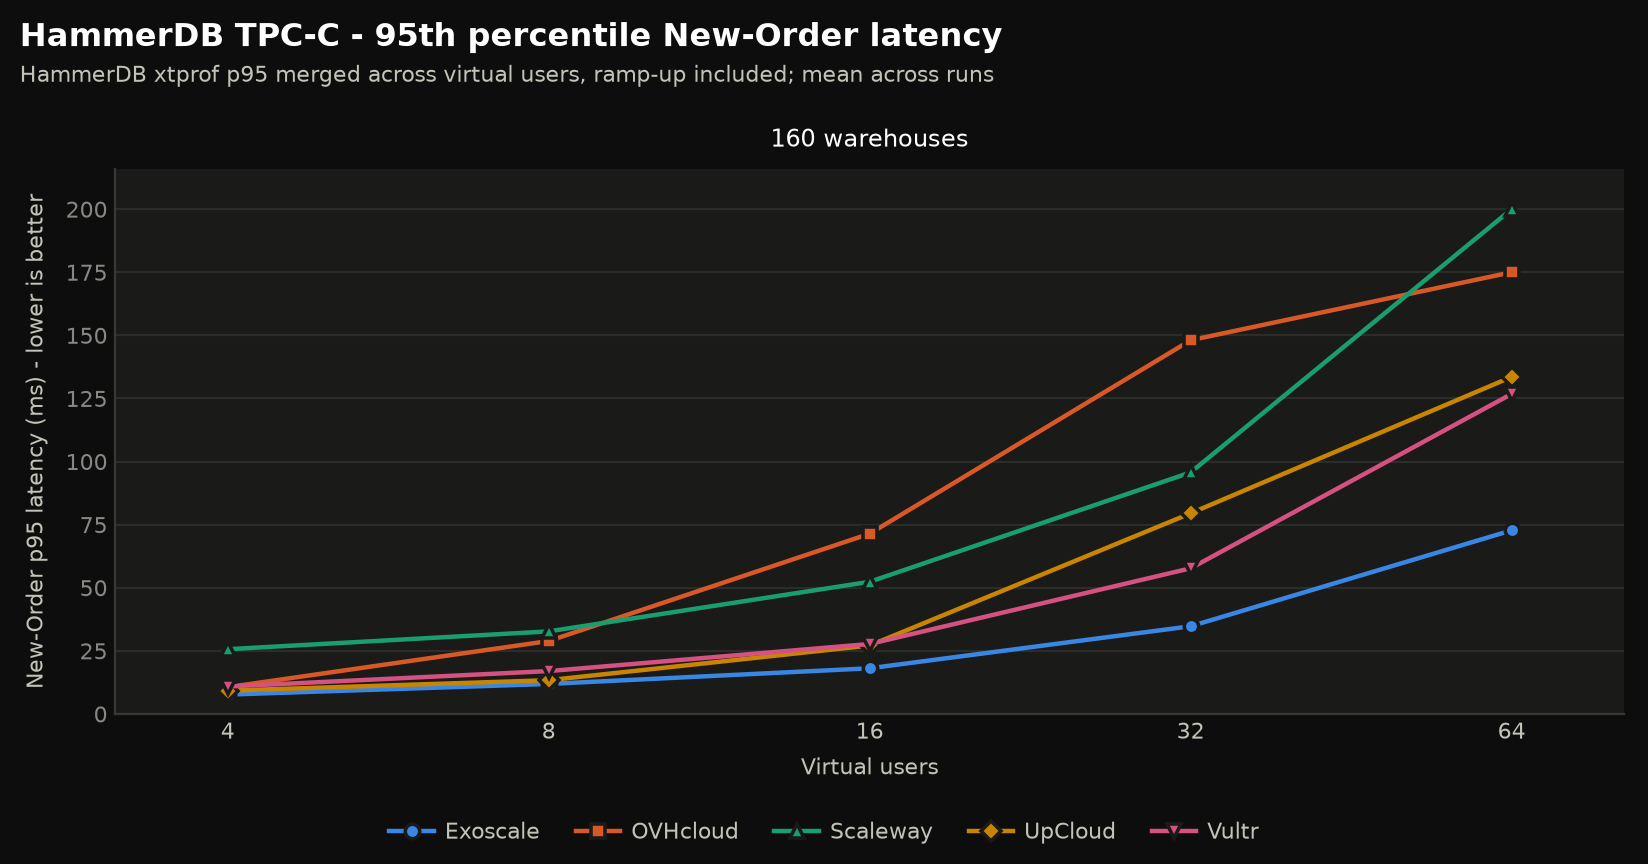 HammerDB TPC-C - 95th percentile New-Order latency
HammerDB xtprof p95 merged across virtual users, ramp-up included; mean across runs
160 warehouses
New-Order p95 latency (ms) - lower is better
200
175
150
125
100
75
50
25
0
4 8 16 32 64
Virtual users
Exoscale OVHcloud Scaleway UpCloud Vultr